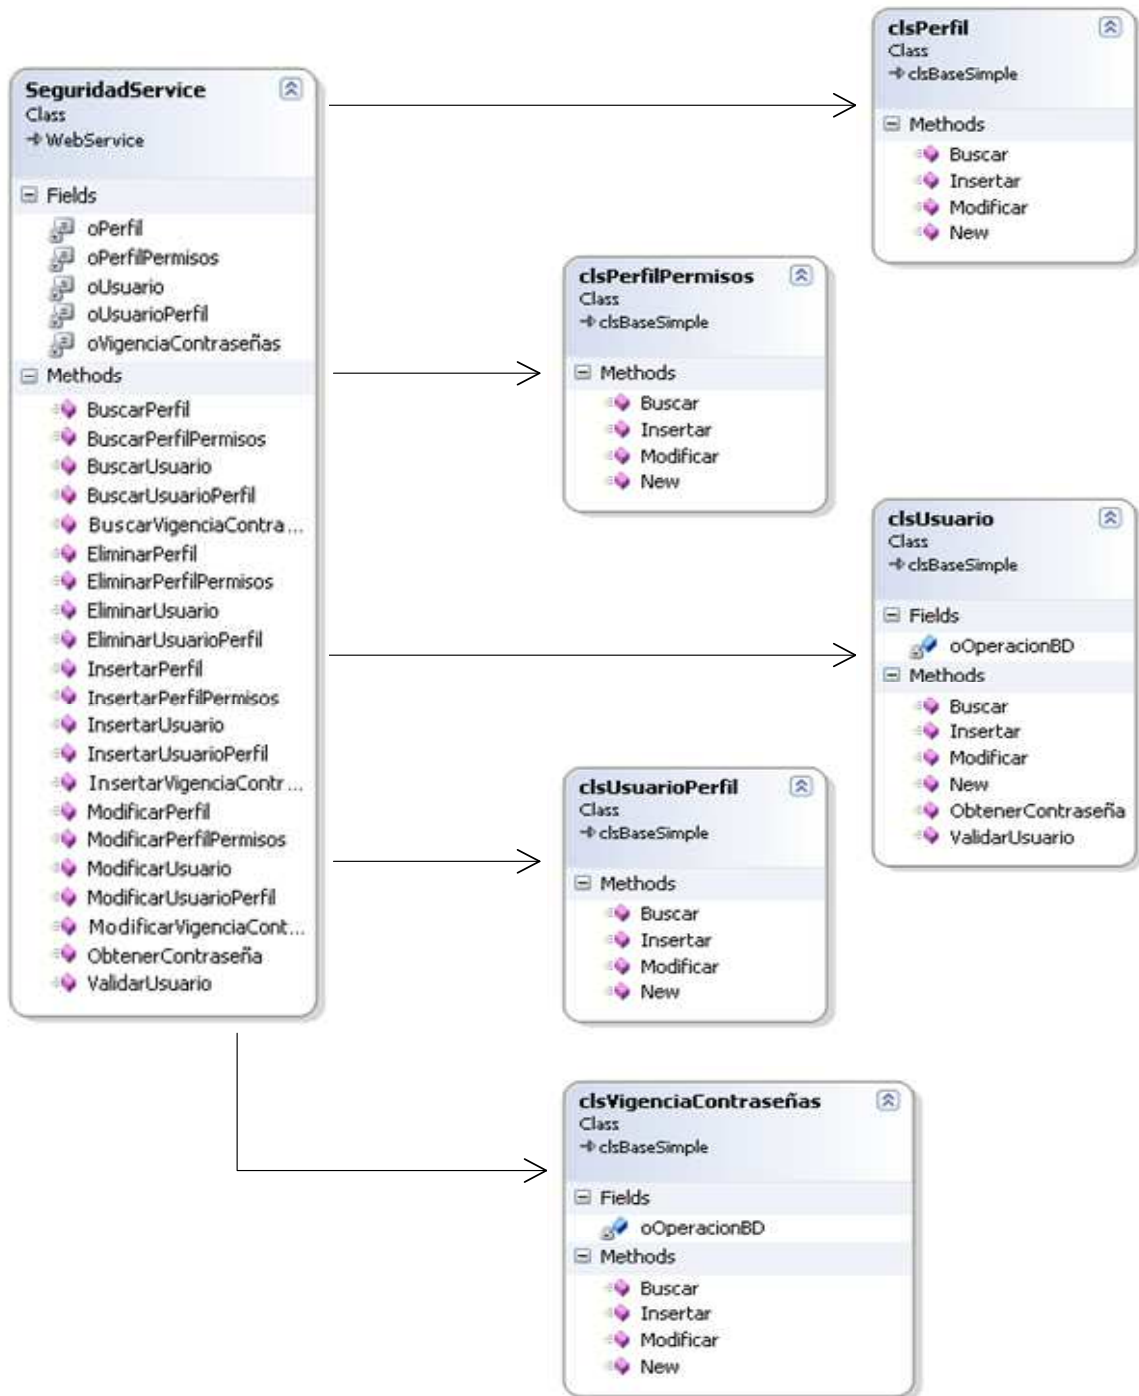 SeguridadService
Class
WebService
Fields
oPerfil
oPerfilPermisos
oUsuario
oUsuarioPerfil
oVigenciaContraseñas
Methods
BuscarPerfil
BuscarPerfilPermisos
BuscarUsuario
BuscarUsuarioPerfil
BuscarVigenciaContra...
EliminarPerfil
EliminarPerfilPermisos
EliminarUsuario
EliminarUsuarioPerfil
InsertarPerfil
InsertarPerfilPermisos
InsertarUsuario
InsertarUsuarioPerfil
InsertarVigenciaContr...
ModificarPerfil
ModificarPerfilPermisos
ModificarUsuario
ModificarUsuarioPerfil
ModificarVigenciaCont...
ObtenerContraseña
ValidarUsuario
clsPerfil
Class
clsBaseSimple
Methods
Buscar
Insertar
Modificar
New
clsPerfilPermisos
Class
clsBaseSimple
Methods
Buscar
Insertar
Modificar
New
clsUsuario
Class
clsBaseSimple
Fields
oOperacionBD
Methods
Buscar
Insertar
Modificar
New
ObtenerContraseña
ValidarUsuario
clsUsuarioPerfil
Class
clsBaseSimple
Methods
Buscar
Insertar
Modificar
New
clsVigenciaContraseñas
Class
clsBaseSimple
Fields
oOperacionBD
Methods
Buscar
Insertar
Modificar
New